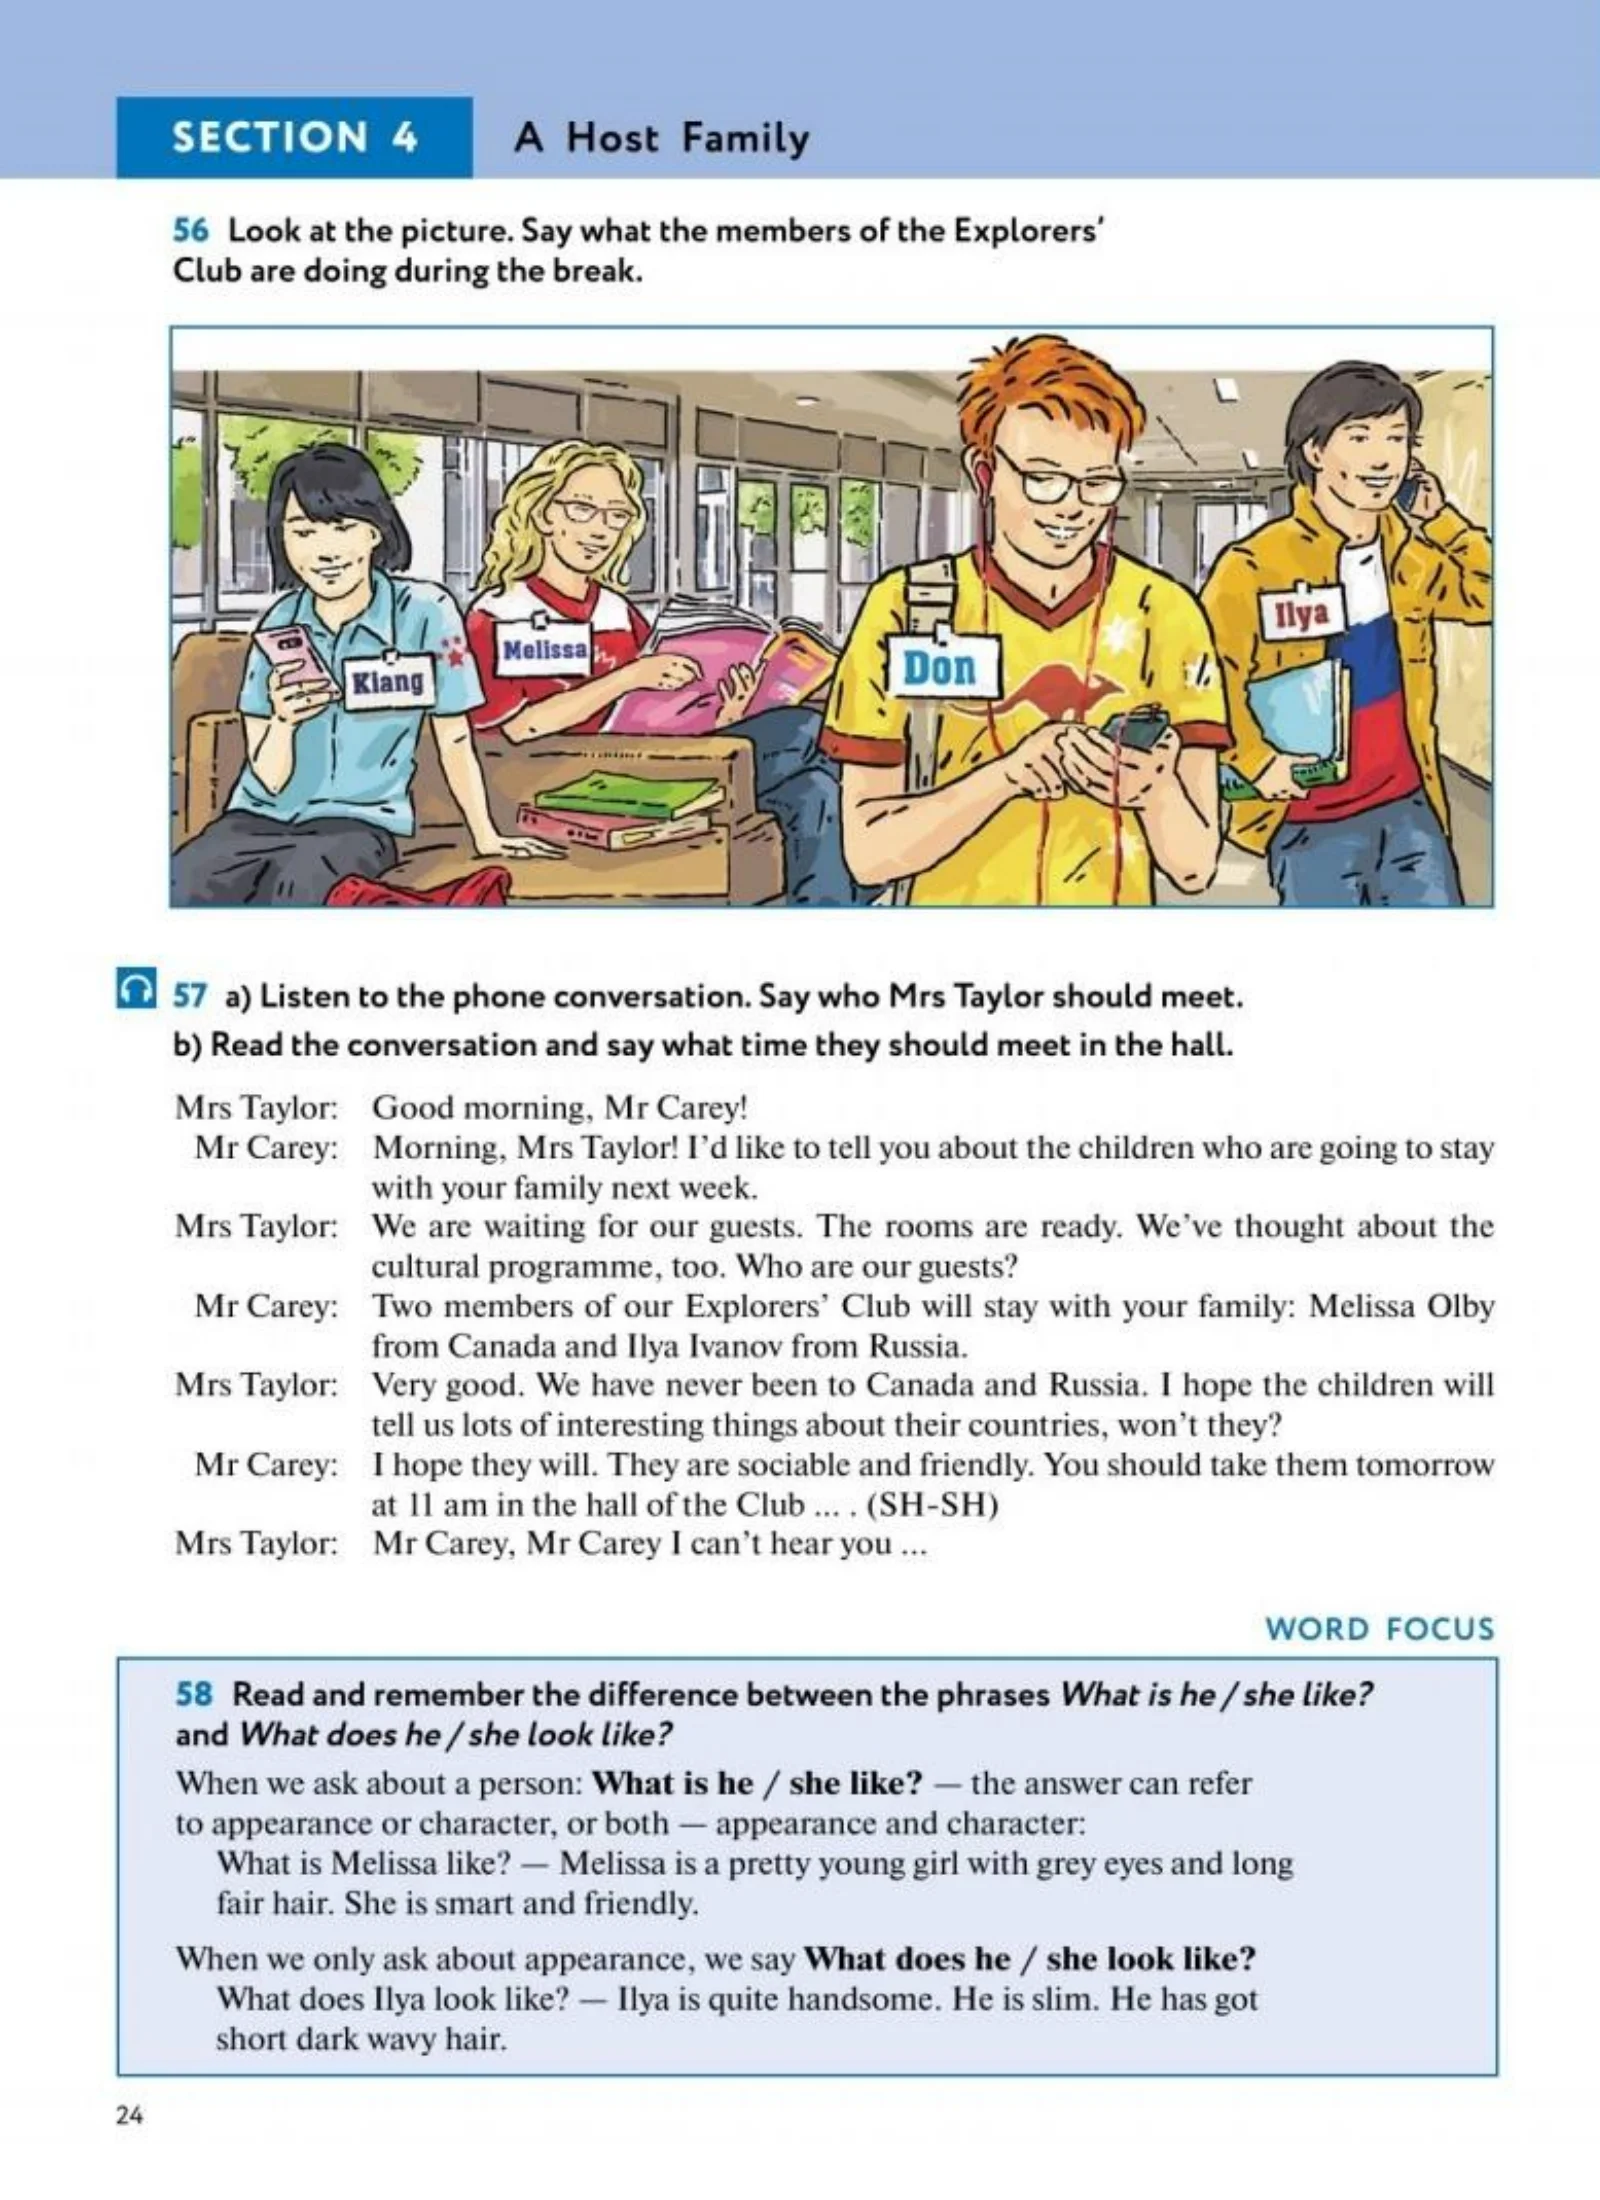 SECTION 4
A Host Family
56 Look at the picture. Say what the members of the Explorers'
Club are doing during the break.
Kiang
Melissa
Don
Ilya
57 a) Listen to the phone conversation. Say who Mrs Taylor should meet.
b) Read the conversation and say what time they should meet in the hall.
Mrs Taylor: Good morning, Mr Carey!
Mr Carey: Morning, Mrs Taylor! I'd like to tell you about the children who are going to stay
with your family next week.
Mrs Taylor: We are waiting for our guests. The rooms are ready. We've thought about the
cultural programme, too. Who are our guests?
Mr Carey: Two members of our Explorers' Club will stay with your family: Melissa Olby
from Canada and Ilya Ivanov from Russia.
Mrs Taylor: Very good. We have never been to Canada and Russia. I hope the children will
tell us lots of interesting things about their countries, won't they?
Mr Carey: I hope they will. They are sociable and friendly. You should take them tomorrow
at 11 am in the hall of the Club ... . (SH-SH)
Mrs Taylor: Mr Carey, Mr Carey I can't hear you ...
WORD FOCUS
58 Read and remember the difference between the phrases What is he / she like?
and What does he / she look like?
When we ask about a person: What is he / she like? — the answer can refer
to appearance or character, or both — appearance and character:
What is Melissa like? — Melissa is a pretty young girl with grey eyes and long
fair hair. She is smart and friendly.
When we only ask about appearance, we say What does he / she look like?
What does Ilya look like? — Ilya is quite handsome. He is slim. He has got
short dark wavy hair.
24